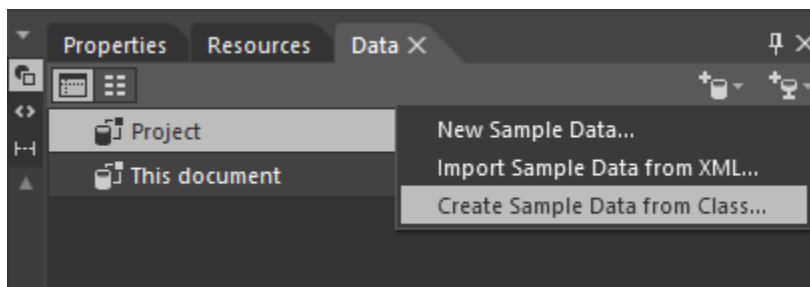 Properties Resources Data
Project
This document
New Sample Data...
Import Sample Data from XML...
Create Sample Data from Class...